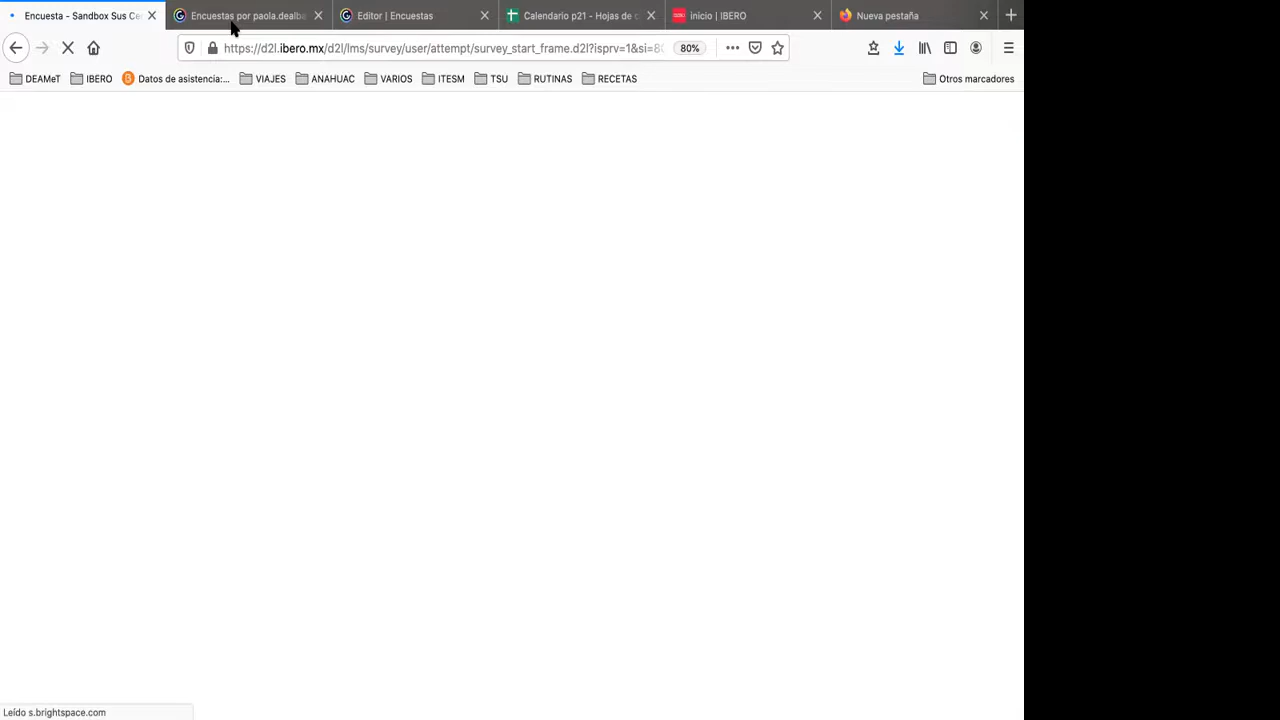 Encuesta - Sandbox Sus Ce
Encuestas por paola.dealba
Editor | Encuestas
Calendario p21 - Hojas de c
inicio | IBERO
Nueva pestaña
https://d2l.ibero.mx/d2l/lms/survey/user/attempt/survey_start_frame.d2l?isprv=1&si=80
80%
DEAMeT
IBERO
Datos de asistencia:...
VIAJES
ANAHUAC
VARIOS
ITESM
TSU
RUTINAS
RECETAS
Otros marcadores
Leído s.brightspace.com